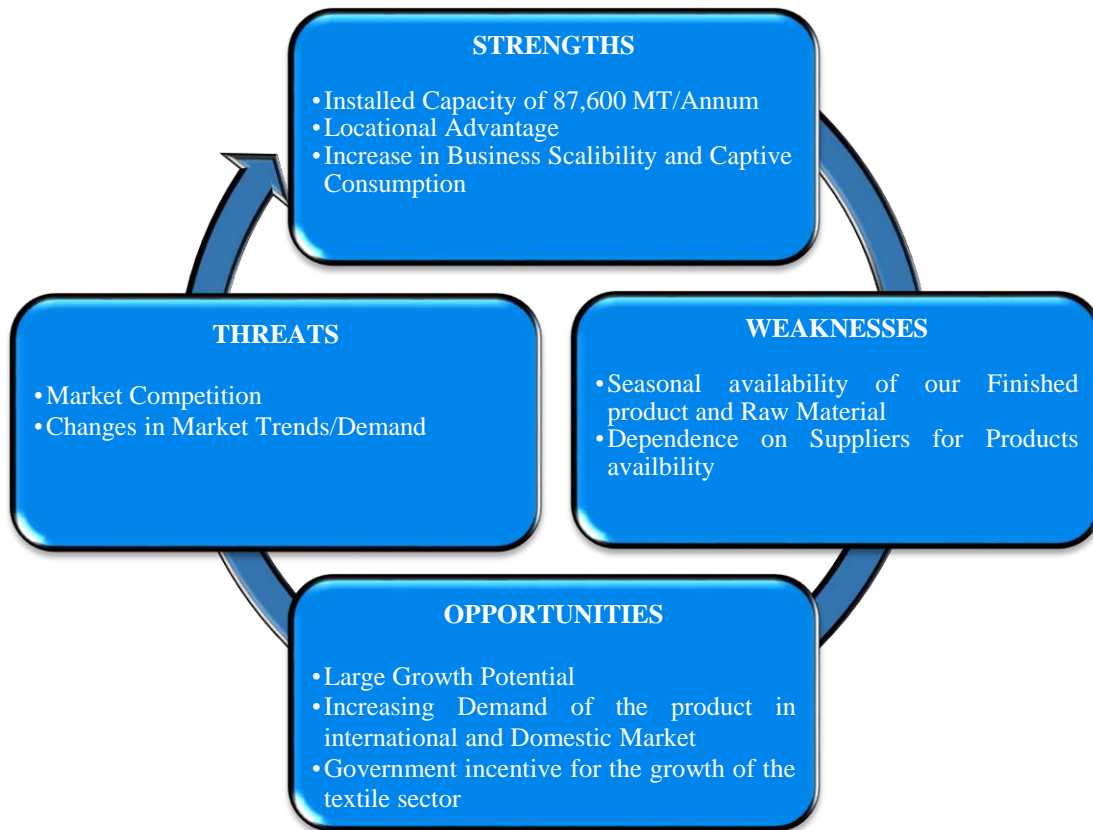 STRENGTHS
•Installed Capacity of 87,600 MT/Annum
•Locational Advantage
•Increase in Business Scalibility and Captive
Consumption
THREATS
•Market Competition
•Changes in Market Trends/Demand
WEAKNESSES
•Seasonal availability of our Finished
product and Raw Material
•Dependence on Suppliers for Products
availbility
OPPORTUNITIES
•Large Growth Potential
•Increasing Demand of the product in
international and Domestic Market
•Government incentive for the growth of the
textile sector